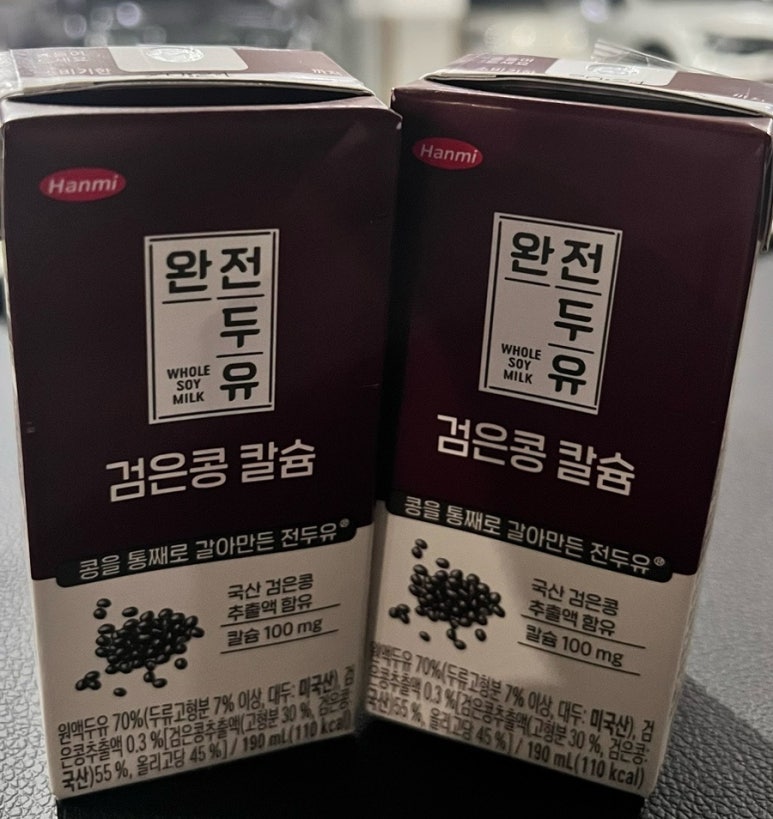 소비기한
까지
Hanmi
완전두유
WHOLE
SOY
MILK
검은콩 칼슘
콩을 통째로 갈아만든 전두유®
국산 검은콩
추출액 함유
칼슘 100 mg
원액두유 70%(두류고형분 7% 이상, 대두: 미국산), 검
은콩추출액 0.3 %[검은콩추출액(고형분 30 %, 검은콩:
국산)55 %, 올리고당 45 %] / 190 mL(110 kcal)
Hanmi
완전두유
WHOLE
SOY
MILK
검은콩 칼슘
콩을 통째로 갈아만든 전두유®
국산 검은콩
추출액 함유
칼슘 100 mg
원액두유 70%(두류고형분 7% 이상, 대두: 미국산), 검
은콩추출액 0.3 %[검은콩추출액(고형분 30 %, 검은콩:
국산)55 %, 올리고당 45 %] / 190 mL(110 kcal)